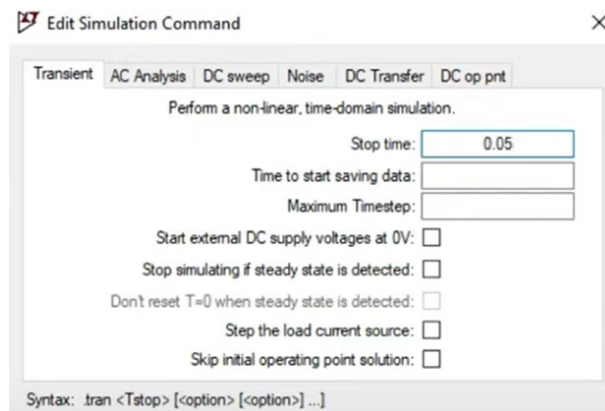 Edit Simulation Command
Transient AC Analysis DC sweep Noise DC Transfer DC op pnt
Perform a non-linear, time-domain simulation.
Stop time: 0.05
Time to start saving data:
Maximum Timestep:
Start external DC supply voltages at 0V:
Stop simulating if steady state is detected:
Don't reset T=0 when steady state is detected:
Step the load current source:
Skip initial operating point solution:
Syntax: .tran <Tstop> [<option> [<option>] ...]